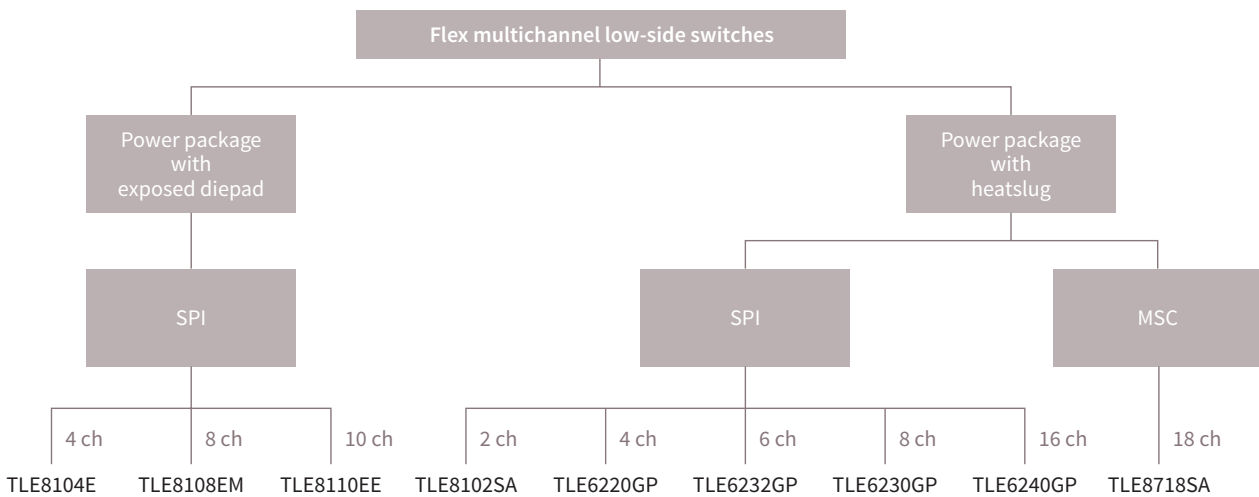 Flex multichannel low-side switches
Power package
with
exposed diepad
Power package
with
heatslug
SPI
SPI
MSC
4 ch
8 ch
10 ch
2 ch
4 ch
6 ch
8 ch
16 ch
18 ch
TLE8104E
TLE8108EM
TLE8110EE
TLE8102SA
TLE6220GP
TLE6232GP
TLE6230GP
TLE6240GP
TLE8718SA